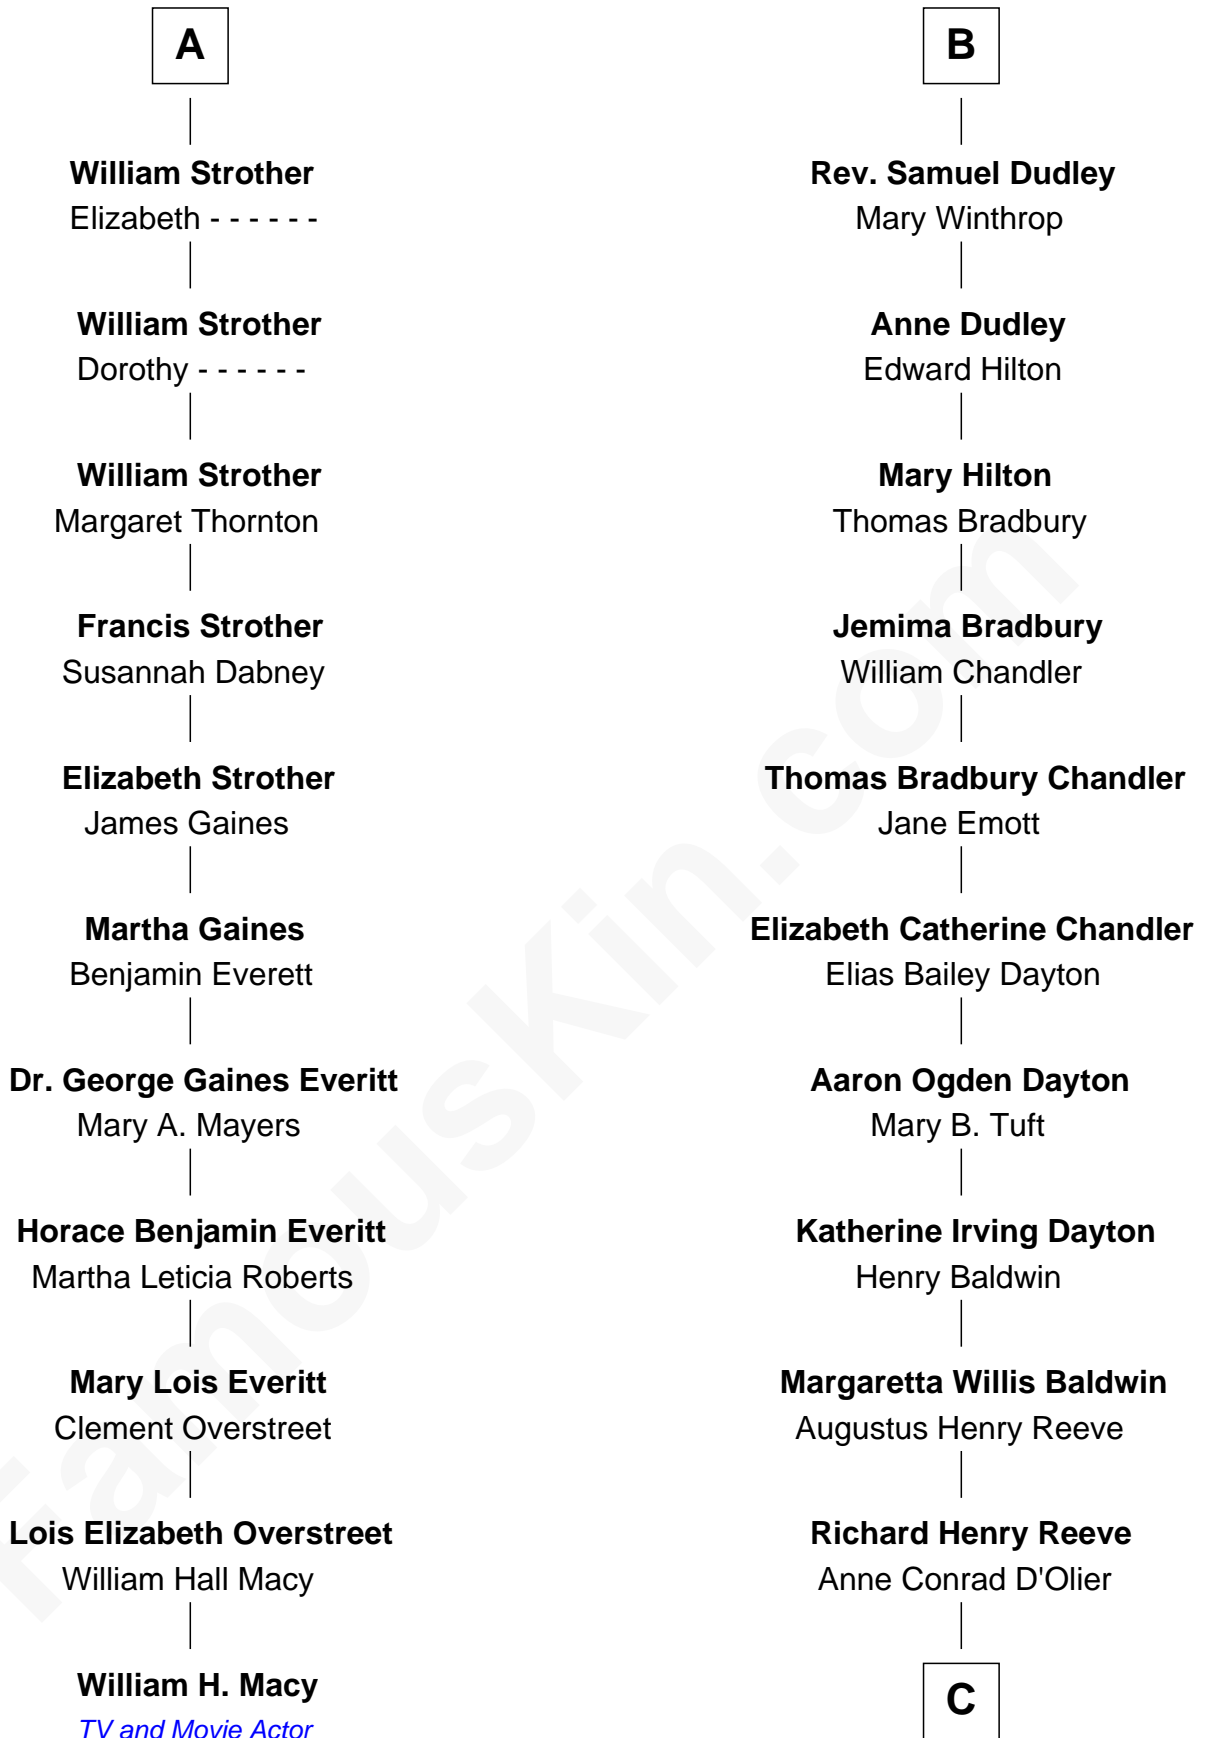 A
William Strother
Elizabeth - - - - - -
William Strother
Dorothy - - - - - -
William Strother
Margaret Thornton
Francis Strother
Susannah Dabney
Elizabeth Strother
James Gaines
Martha Gaines
Benjamin Everett
Dr. George Gaines Everitt
Mary A. Mayers
Horace Benjamin Everitt
Martha Leticia Roberts
Mary Lois Everitt
Clement Overstreet
Lois Elizabeth Overstreet
William Hall Macy
William H. Macy
TV and Movie Actor
B
Rev. Samuel Dudley
Mary Winthrop
Anne Dudley
Edward Hilton
Mary Hilton
Thomas Bradbury
Jemima Bradbury
William Chandler
Thomas Bradbury Chandler
Jane Emott
Elizabeth Catherine Chandler
Elias Bailey Dayton
Aaron Ogden Dayton
Mary B. Tuft
Katherine Irving Dayton
Henry Baldwin
Margaretta Willis Baldwin
Augustus Henry Reeve
Richard Henry Reeve
Anne Conrad D'Olier
C
FamousKin.com